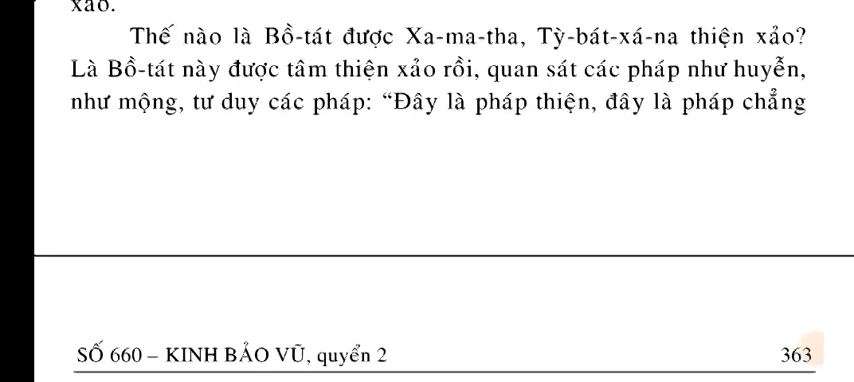 xảo.
Thế nào là Bồ-tát được Xa-ma-tha, Tỳ-bát-xá-na thiện xảo?
Là Bồ-tát này được tâm thiện xảo rồi, quan sát các pháp như huyễn,
như mộng, tư duy các pháp: “Đây là pháp thiện, đây là pháp chẳng
SỐ 660 – KINH BẢO VŨ, quyển 2 363